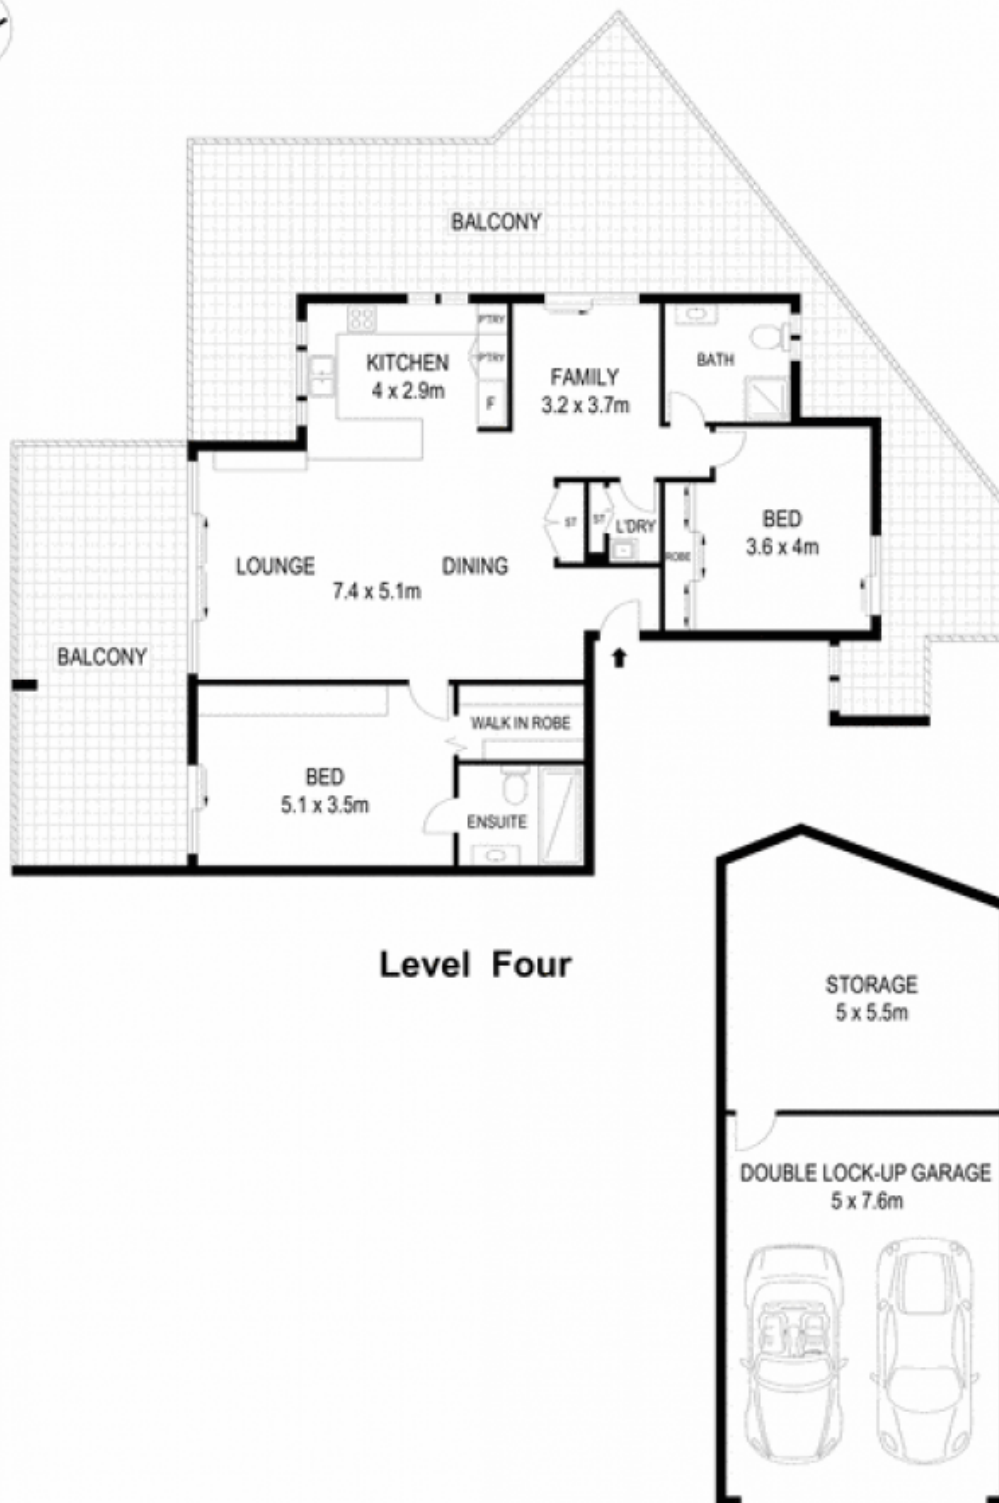 BALCONY
PTRY
KITCHEN
4 x 2.9m
PTRY
F
FAMILY
3.2 x 3.7m
BATH
ST
ST
L'DRY
ROBE
BED
3.6 x 4m
LOUNGE
DINING
7.4 x 5.1m
BALCONY
WALK IN ROBE
BED
5.1 x 3.5m
ENSUITE
Level Four
STORAGE
5 x 5.5m
DOUBLE LOCK-UP GARAGE
5 x 7.6m